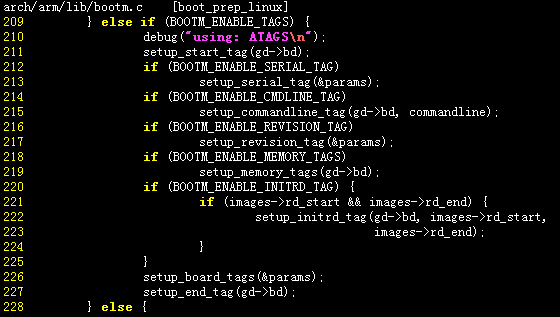 arch/arm/lib/bootm.c    [boot_prep_linux]
209         } else if (BOOTM_ENABLE_TAGS) {
210                 debug("using: ATAGS\n");
211                 setup_start_tag(gd->bd);
212                 if (BOOTM_ENABLE_SERIAL_TAG)
213                         setup_serial_tag(&params);
214                 if (BOOTM_ENABLE_CMDLINE_TAG)
215                         setup_commandline_tag(gd->bd, commandline);
216                 if (BOOTM_ENABLE_REVISION_TAG)
217                         setup_revision_tag(&params);
218                 if (BOOTM_ENABLE_MEMORY_TAGS)
219                         setup_memory_tags(gd->bd);
220                 if (BOOTM_ENABLE_INITRD_TAG) {
221                         if (images->rd_start && images->rd_end) {
222                                 setup_initrd_tag(gd->bd, images->rd_start,
223                                                  images->rd_end);
224                         }
225                 }
226                 setup_board_tags(&params);
227                 setup_end_tag(gd->bd);
228         } else {